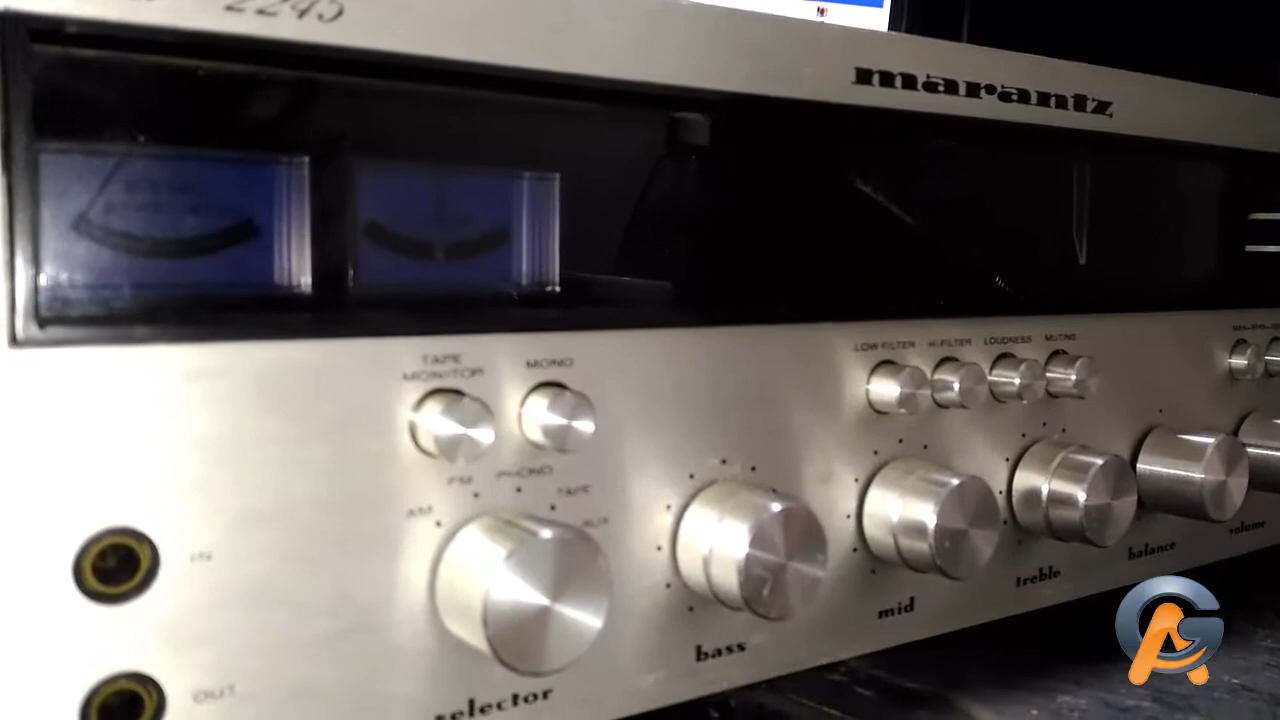 2245
marantz
TAPE
MONITOR
MONO
LOW FILTER
HI FILTER
LOUDNESS
MUTING
AM
FM
PHONO
TAPE
AUX
IN
OUT
selector
bass
mid
treble
balance
volume